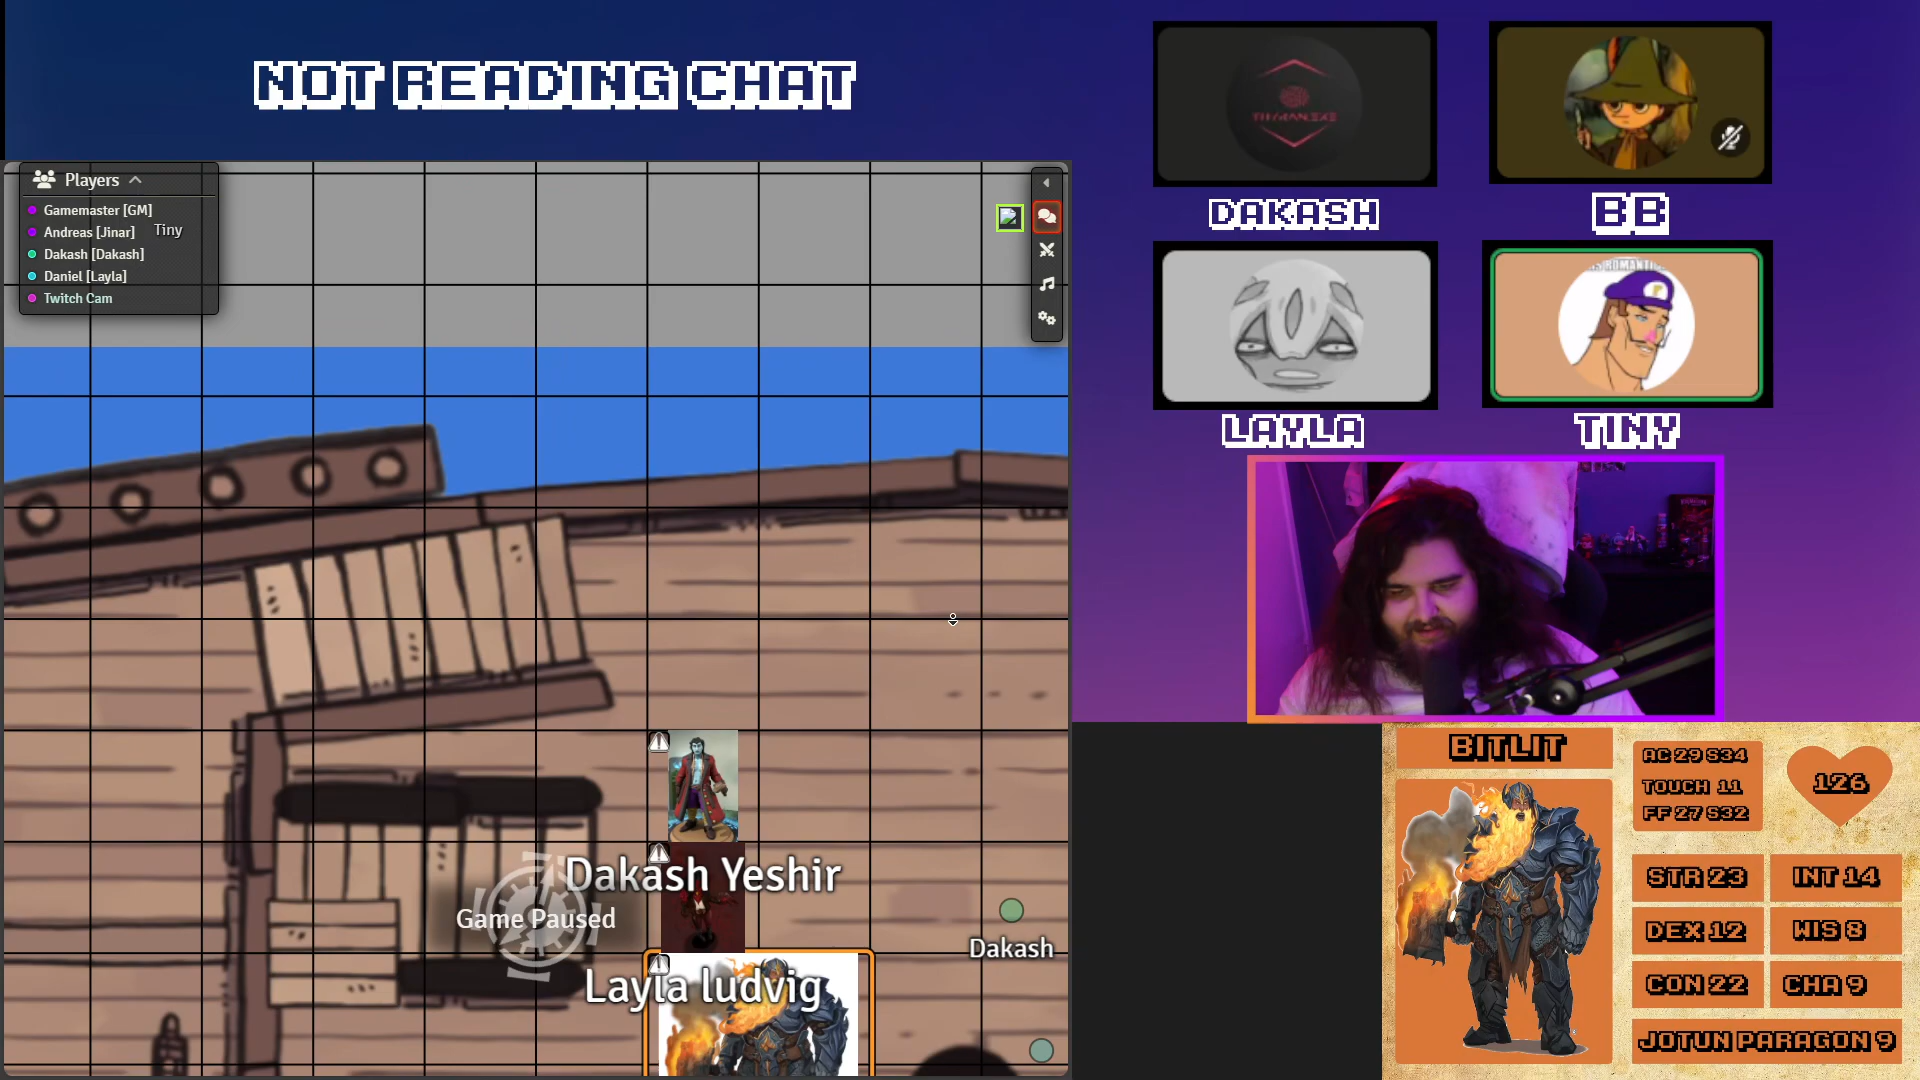 NOT READING CHAT
Players
Gamemaster [GM]
Andreas [Jinar]
Tiny
Dakash [Dakash]
Daniel [Layla]
Twitch Cam
DAKASH
BB
LAYLA
TINY
Dakash Yeshir
Game Paused
Layla ludvig
Dakash
BITLIT
AC 29 S34
TOUCH 11
FF 27 S32
126
STR 23
INT 14
DEX 12
WIS 8
CON 22
CHA 9
JOTUN PARAGON 9